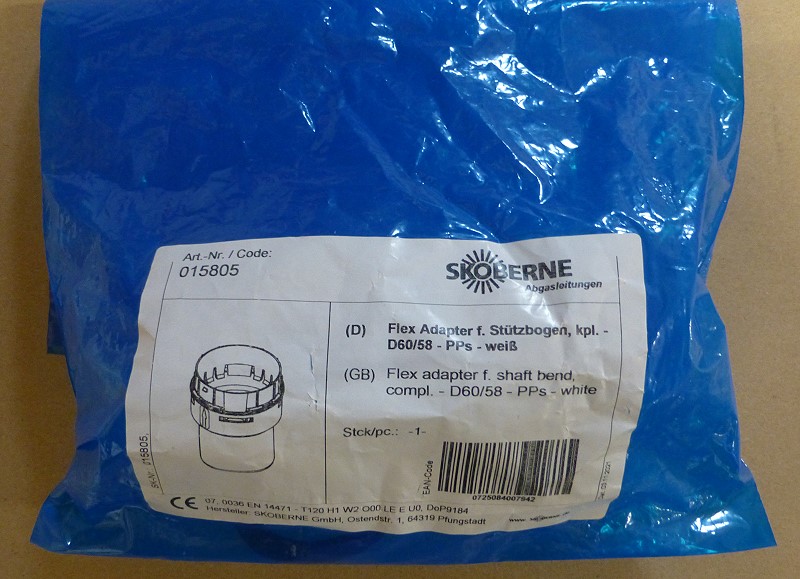 Art.-Nr. / Code:
015805
SKOBERNE
Abgasleitungen
(D) Flex Adapter f. Stützbogen, kpl. -
D60/58 - PPs - weiß
(GB) Flex adapter f. shaft bend,
compl. - D60/58 - PPs - white
Stck/pc.: -1-
EAN-Code
0725084007942
015805,
CE 07, 0036 EN 14471 - T120 H1 W2 O00 LE E U0, DoP9184
Hersteller: SKOBERNE GmbH, Ostendstr, 1, 64319 Pfungstadt